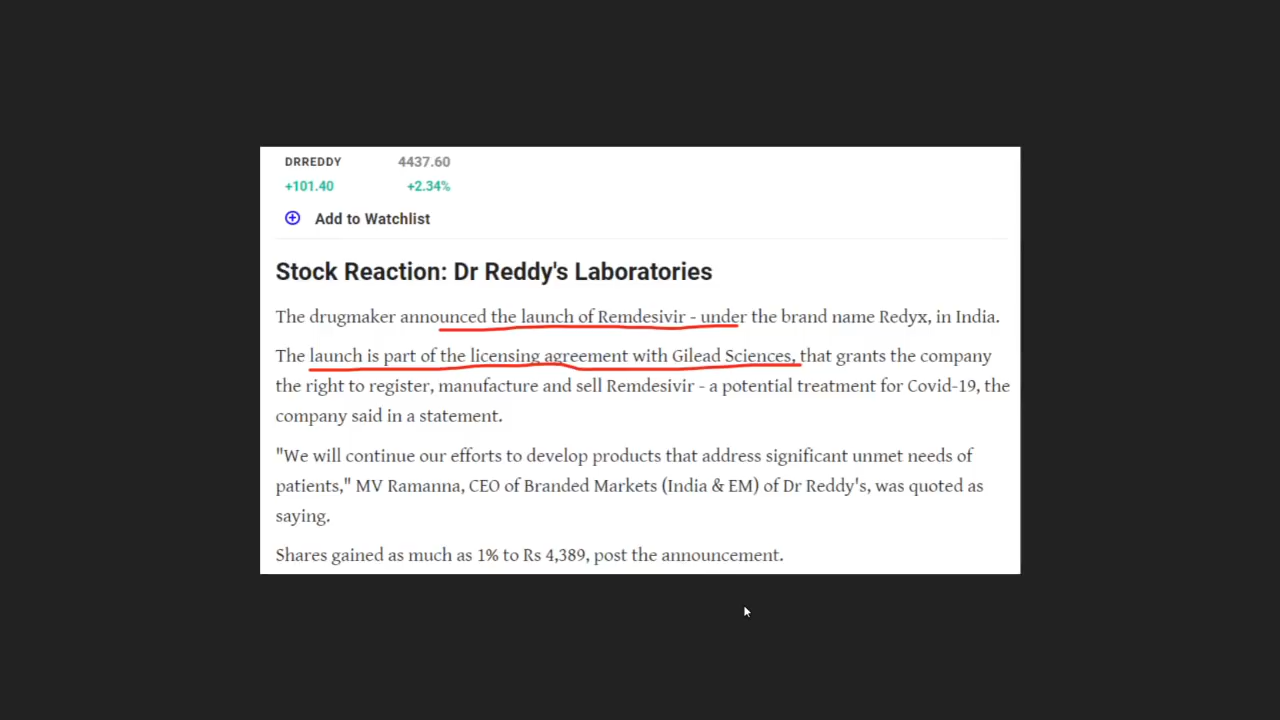 DRREDDY 4437.60
+101.40 +2.34%
Add to Watchlist
Stock Reaction: Dr Reddy's Laboratories
The drugmaker announced the launch of Remdesivir - under the brand name Redyx, in India.
The launch is part of the licensing agreement with Gilead Sciences, that grants the company
the right to register, manufacture and sell Remdesivir - a potential treatment for Covid-19, the
company said in a statement.
"We will continue our efforts to develop products that address significant unmet needs of
patients," MV Ramanna, CEO of Branded Markets (India & EM) of Dr Reddy's, was quoted as
saying.
Shares gained as much as 1% to Rs 4,389, post the announcement.